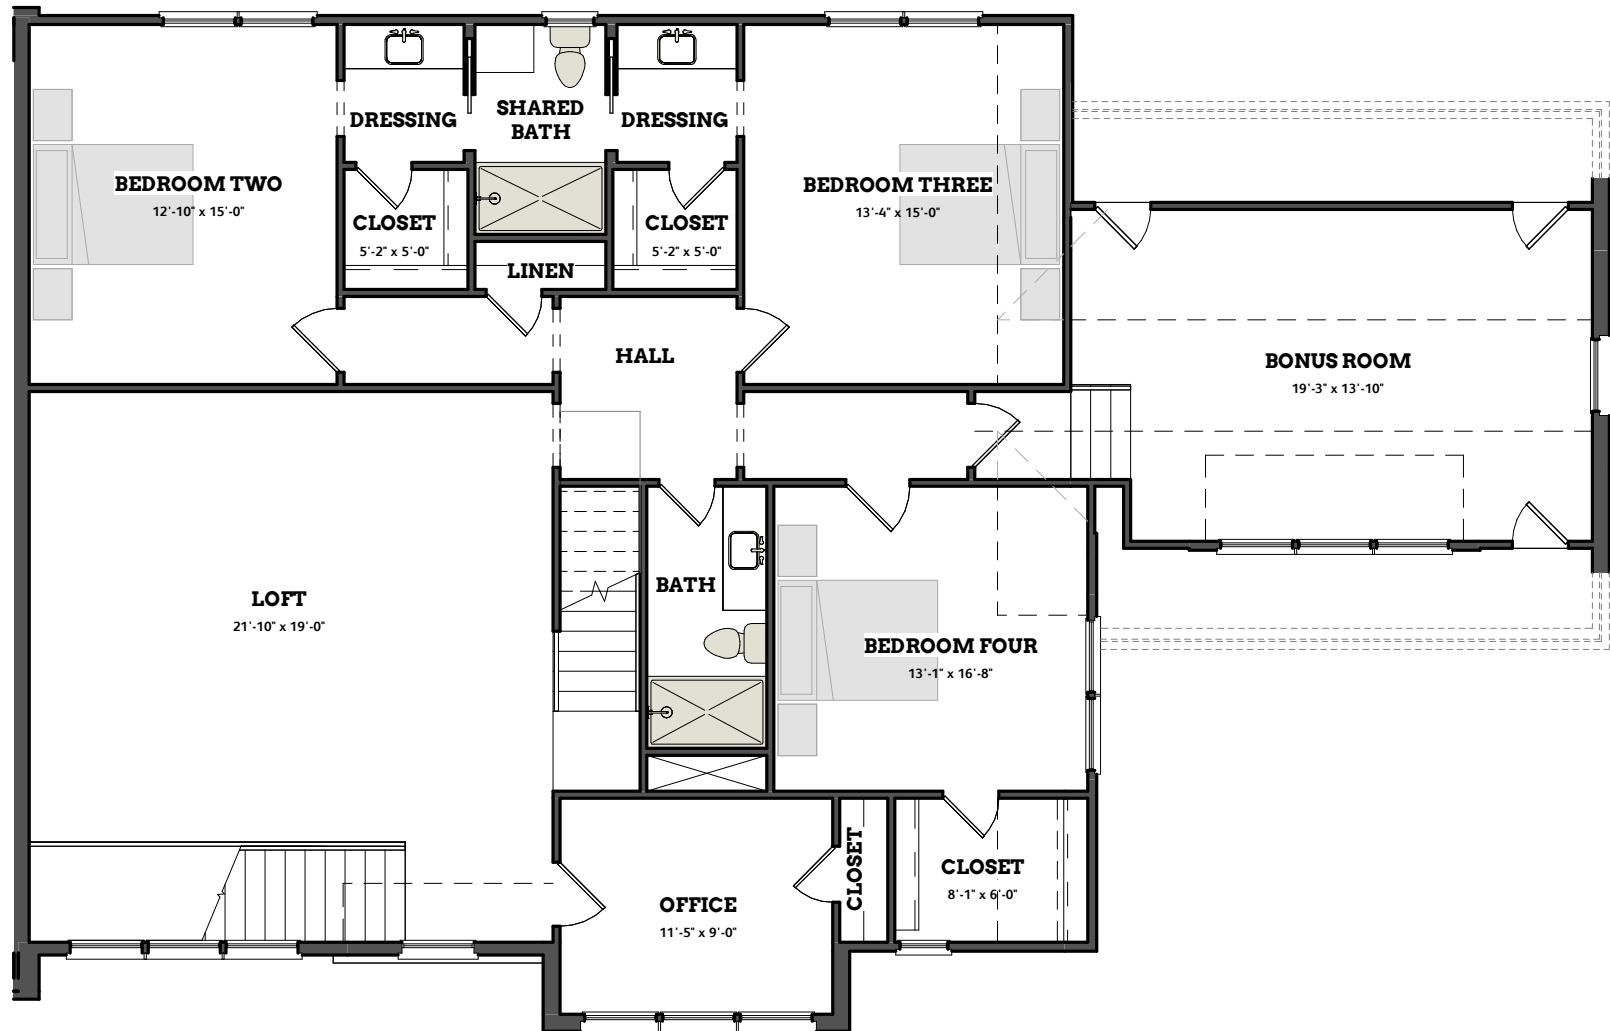 DRESSING
SHARED
BATH
DRESSING
BEDROOM TWO
12'-10" x 15'-0"
CLOSET
5'-2" x 5'-0"
CLOSET
5'-2" x 5'-0"
BEDROOM THREE
13'-4" x 15'-0"
LINEN
HALL
BONUS ROOM
19'-3" x 13'-10"
LOFT
21'-10" x 19'-0"
BATH
BEDROOM FOUR
13'-1" x 16'-8"
OFFICE
11'-5" x 9'-0"
CLOSET
CLOSET
8'-1" x 6'-0"